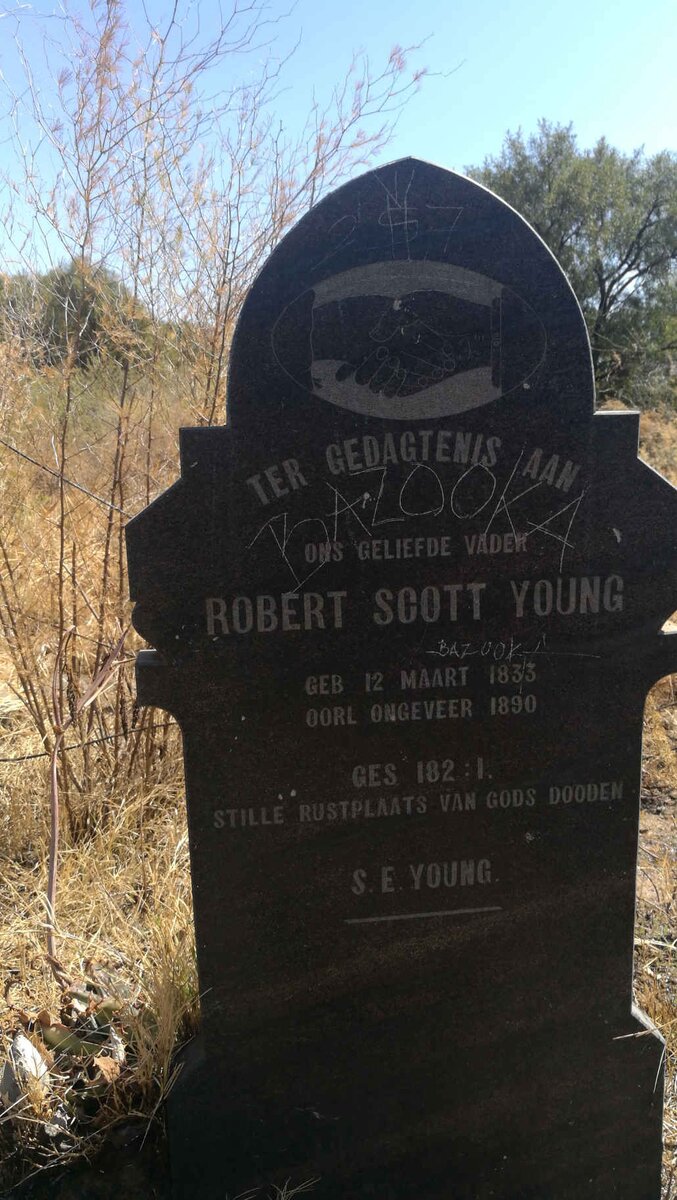 TER GEDAGTENIS AAN
BAZOOKA
ONS GELIEFDE VADER
ROBERT SCOTT YOUNG
BAZOOKA
GEB 12 MAART 1833
OORL ONGEVEER 1890
GES 182 : 1.
STILLE RUSTPLAATS VAN GODS DOODEN
S. E. YOUNG.